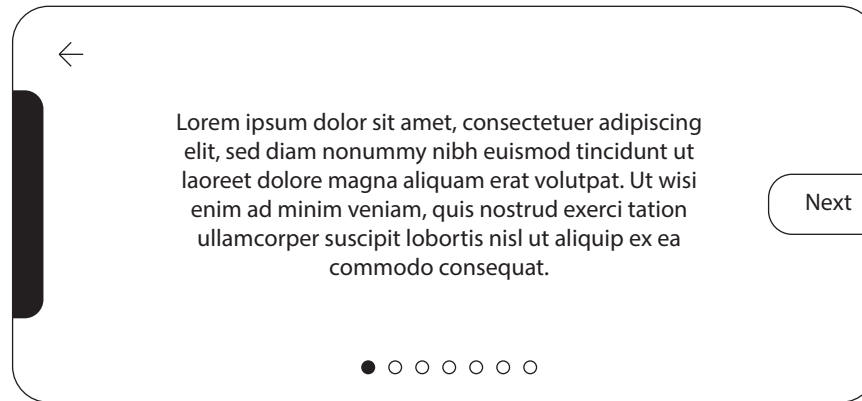 Lorem ipsum dolor sit amet, consectetuer adipiscing
elit, sed diam nonummy nibh euismod tincidunt ut
laoreet dolore magna aliquam erat volutpat. Ut wisi
enim ad minim veniam, quis nostrud exerci tation
ullamcorper suscipit lobortis nisl ut aliquip ex ea
commodo consequat.
Next